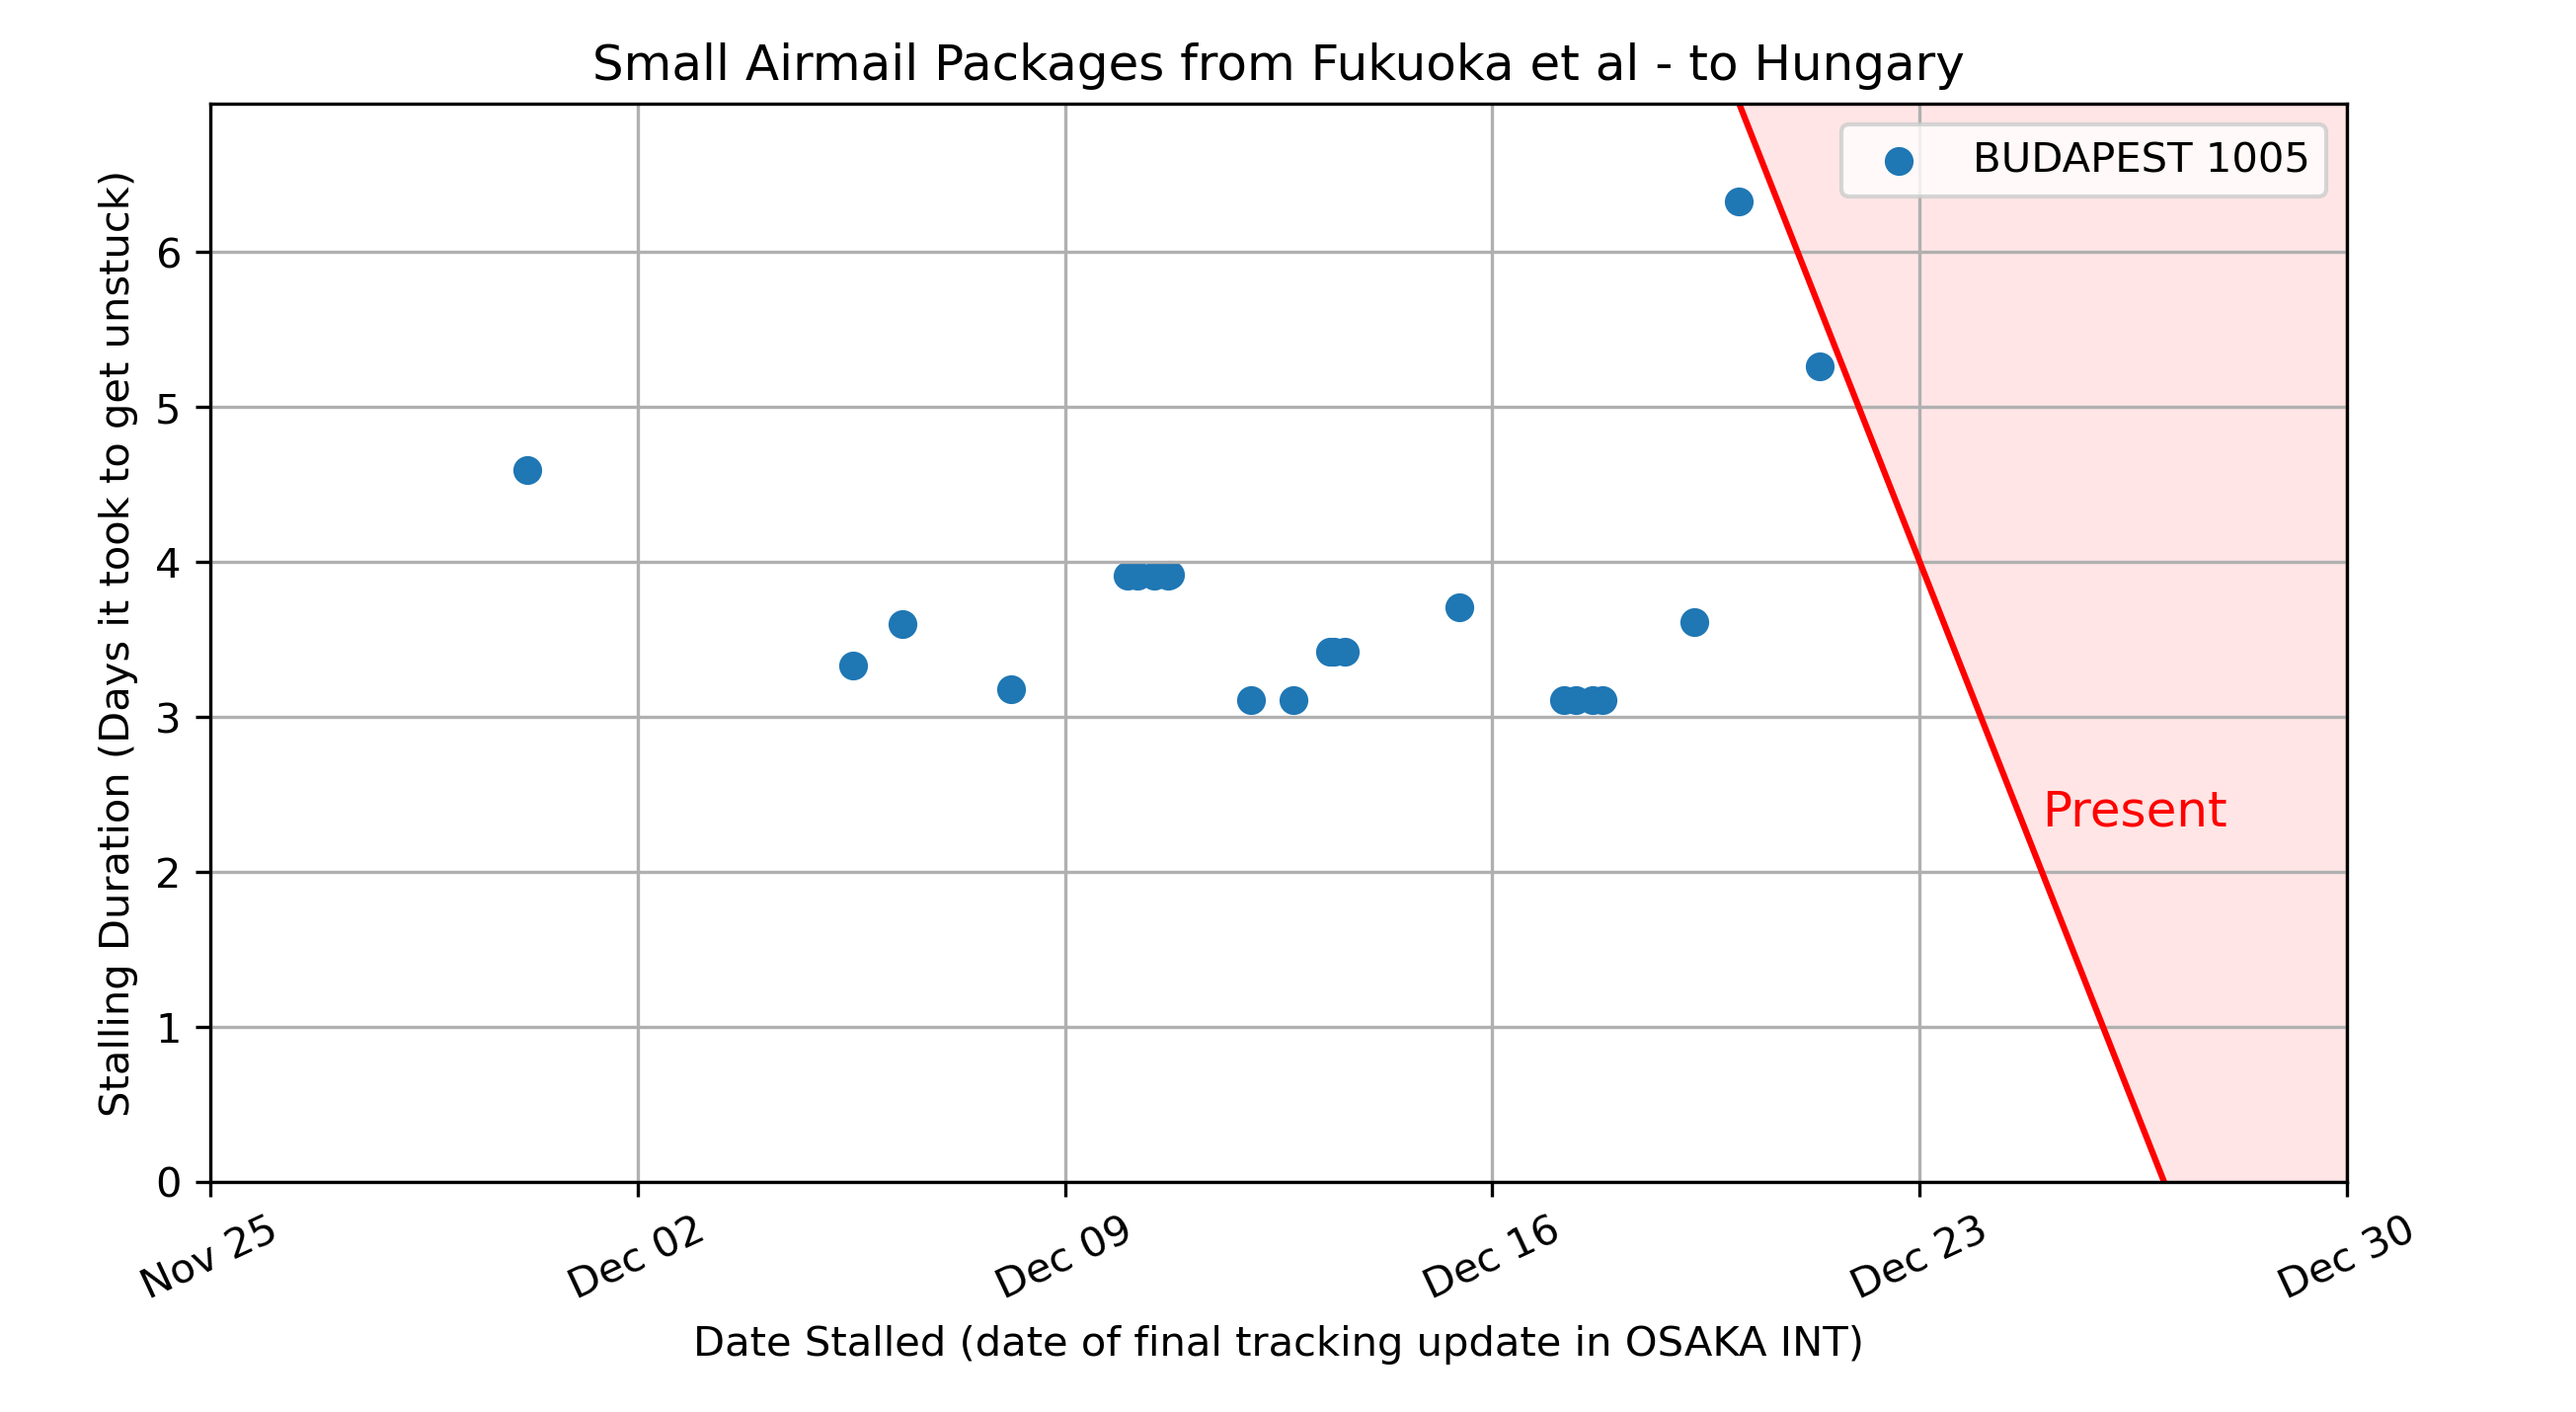 Small Airmail Packages from Fukuoka et al - to Hungary
BUDAPEST 1005
Stalling Duration (Days it took to get unstuck)
6
5
4
3
2
1
0
Present
Nov 25
Dec 02
Dec 09
Dec 16
Dec 23
Dec 30
Date Stalled (date of final tracking update in OSAKA INT)